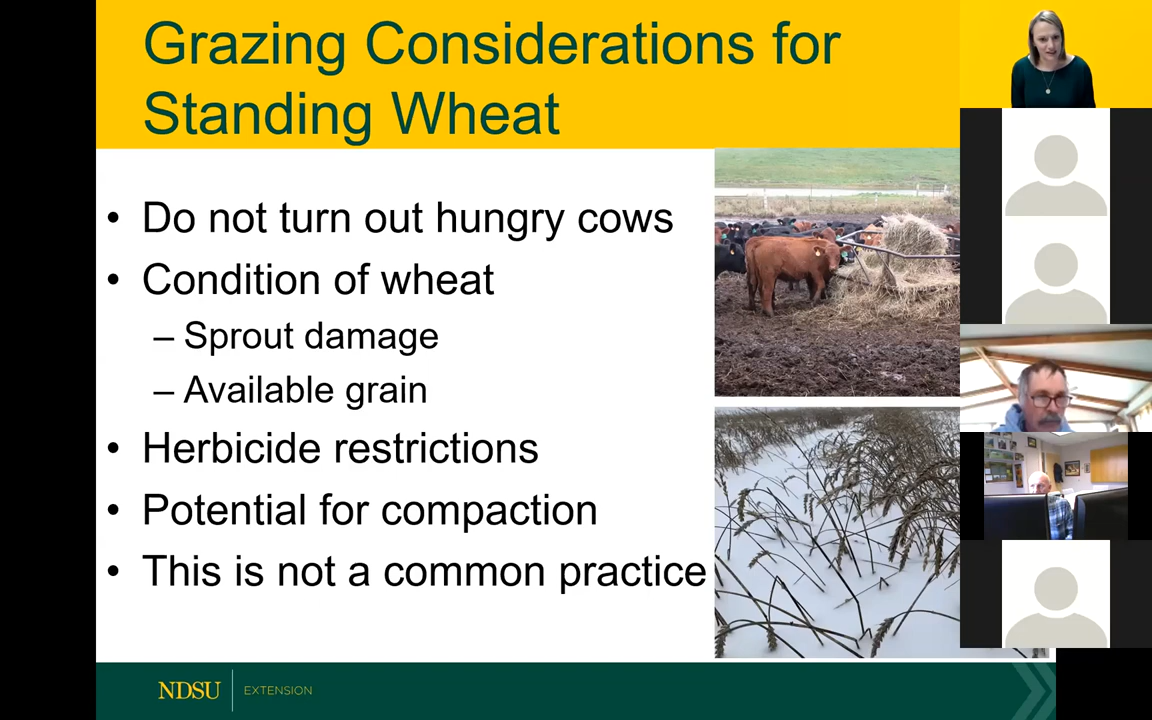 Grazing Considerations for
Standing Wheat
• Do not turn out hungry cows
• Condition of wheat
– Sprout damage
– Available grain
• Herbicide restrictions
• Potential for compaction
• This is not a common practice
NDSU EXTENSION